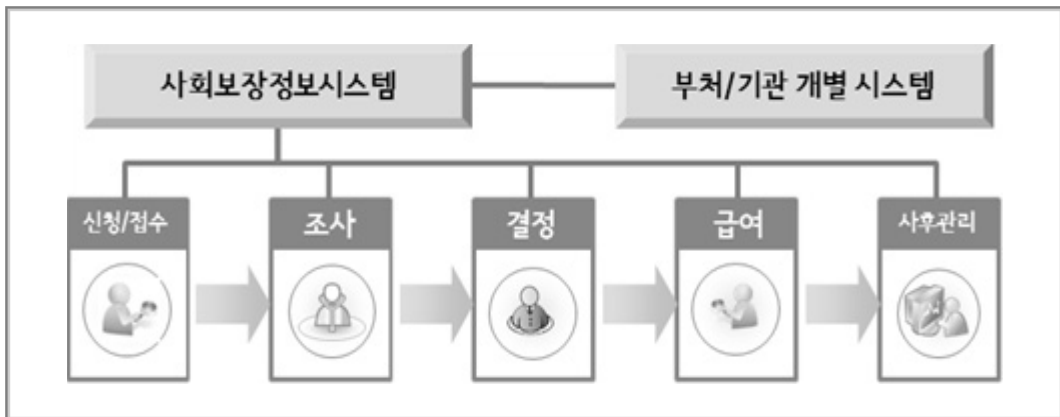 사회보장정보시스템
부처/기관 개별 시스템
신청/접수
조사
결정
급여
사후관리